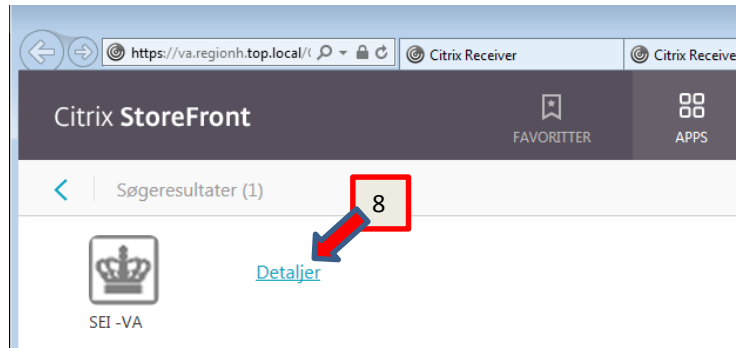 https://va.regionh.top.local/
Citrix Receiver
Citrix Receive
Citrix StoreFront
FAVORITTER
APPS
Søgeresultater (1)
8
Detaljer
SEI -VA